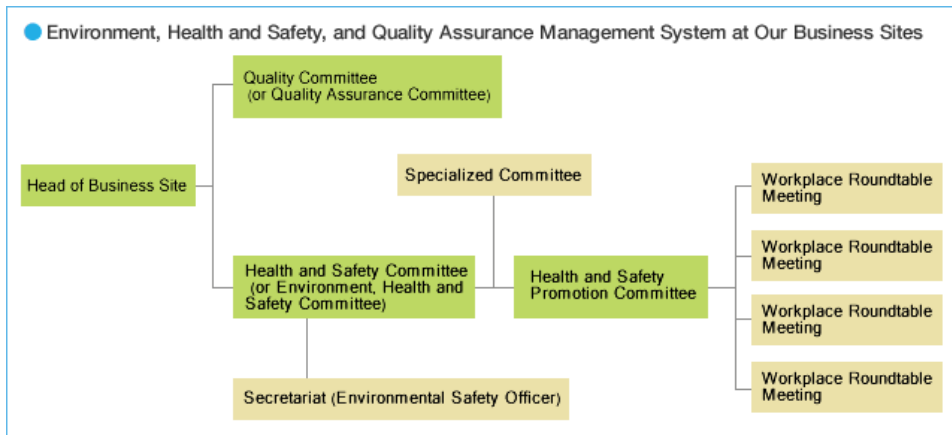 Environment, Health and Safety, and Quality Assurance Management System at Our Business Sites
Quality Committee
(or Quality Assurance Committee)
Head of Business Site
Specialized Committee
Health and Safety Committee
(or Environment, Health and
Safety Committee)
Health and Safety
Promotion Committee
Secretariat (Environmental Safety Officer)
Workplace Roundtable
Meeting
Workplace Roundtable
Meeting
Workplace Roundtable
Meeting
Workplace Roundtable
Meeting